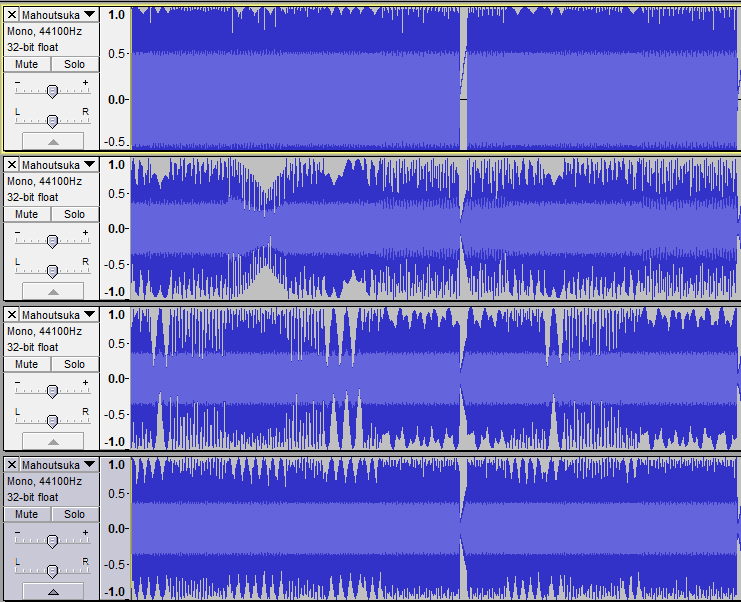 Mahoutsuka
Mono, 44100Hz
32-bit float
Mute Solo
- +
L R
1.0
0.5-
0.0-
-0.5-
Mahoutsuka
Mono, 44100Hz
32-bit float
Mute Solo
- +
L R
1.0
0.5-
0.0-
-0.5-
-1.0
Mahoutsuka
Mono, 44100Hz
32-bit float
Mute Solo
- +
L R
1.0
0.5-
0.0-
-0.5-
-1.0
Mahoutsuka
Mono, 44100Hz
32-bit float
Mute Solo
- +
L R
1.0
0.5-
0.0-
-0.5-
-1.0